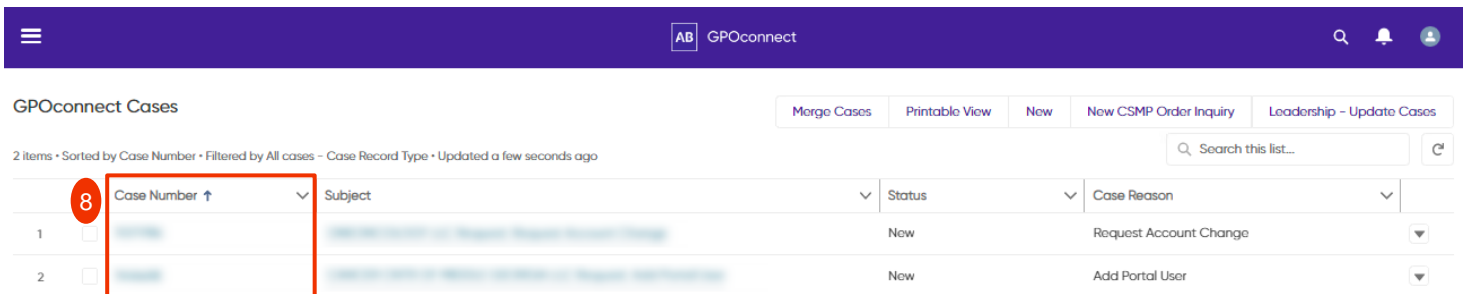 AB GPOconnect
GPOconnect Cases
Merge Cases Printable View New New CSMP Order Inquiry Leadership - Update Cases
2 items • Sorted by Case Number • Filtered by All cases - Case Record Type • Updated a few seconds ago
Search this list...
8 Case Number ↑ Subject Status Case Reason
1 New Request Account Change
2 New Add Portal User